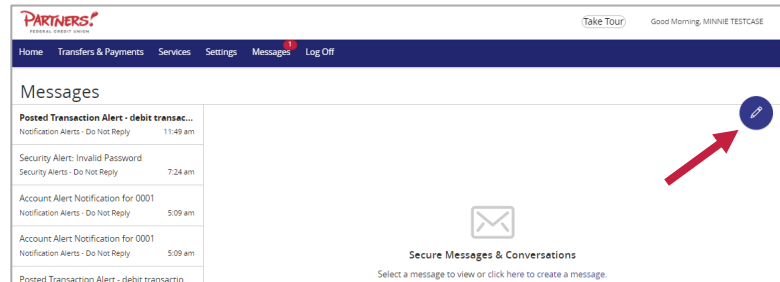 PARTNERS!
FEDERAL CREDIT UNION
Take Tour
Good Morning, MINNIE TESTCASE
Home Transfers & Payments Services Settings Messages 1 Log Off
Messages
Posted Transaction Alert - debit transac...
Notification Alerts - Do Not Reply 11:49 am
Security Alert: Invalid Password
Security Alerts - Do Not Reply 7:24 am
Account Alert Notification for 0001
Notification Alerts - Do Not Reply 5:09 am
Account Alert Notification for 0001
Notification Alerts - Do Not Reply 5:09 am
Posted Transaction Alert - debit transactio
Secure Messages & Conversations
Select a message to view or click here to create a message.